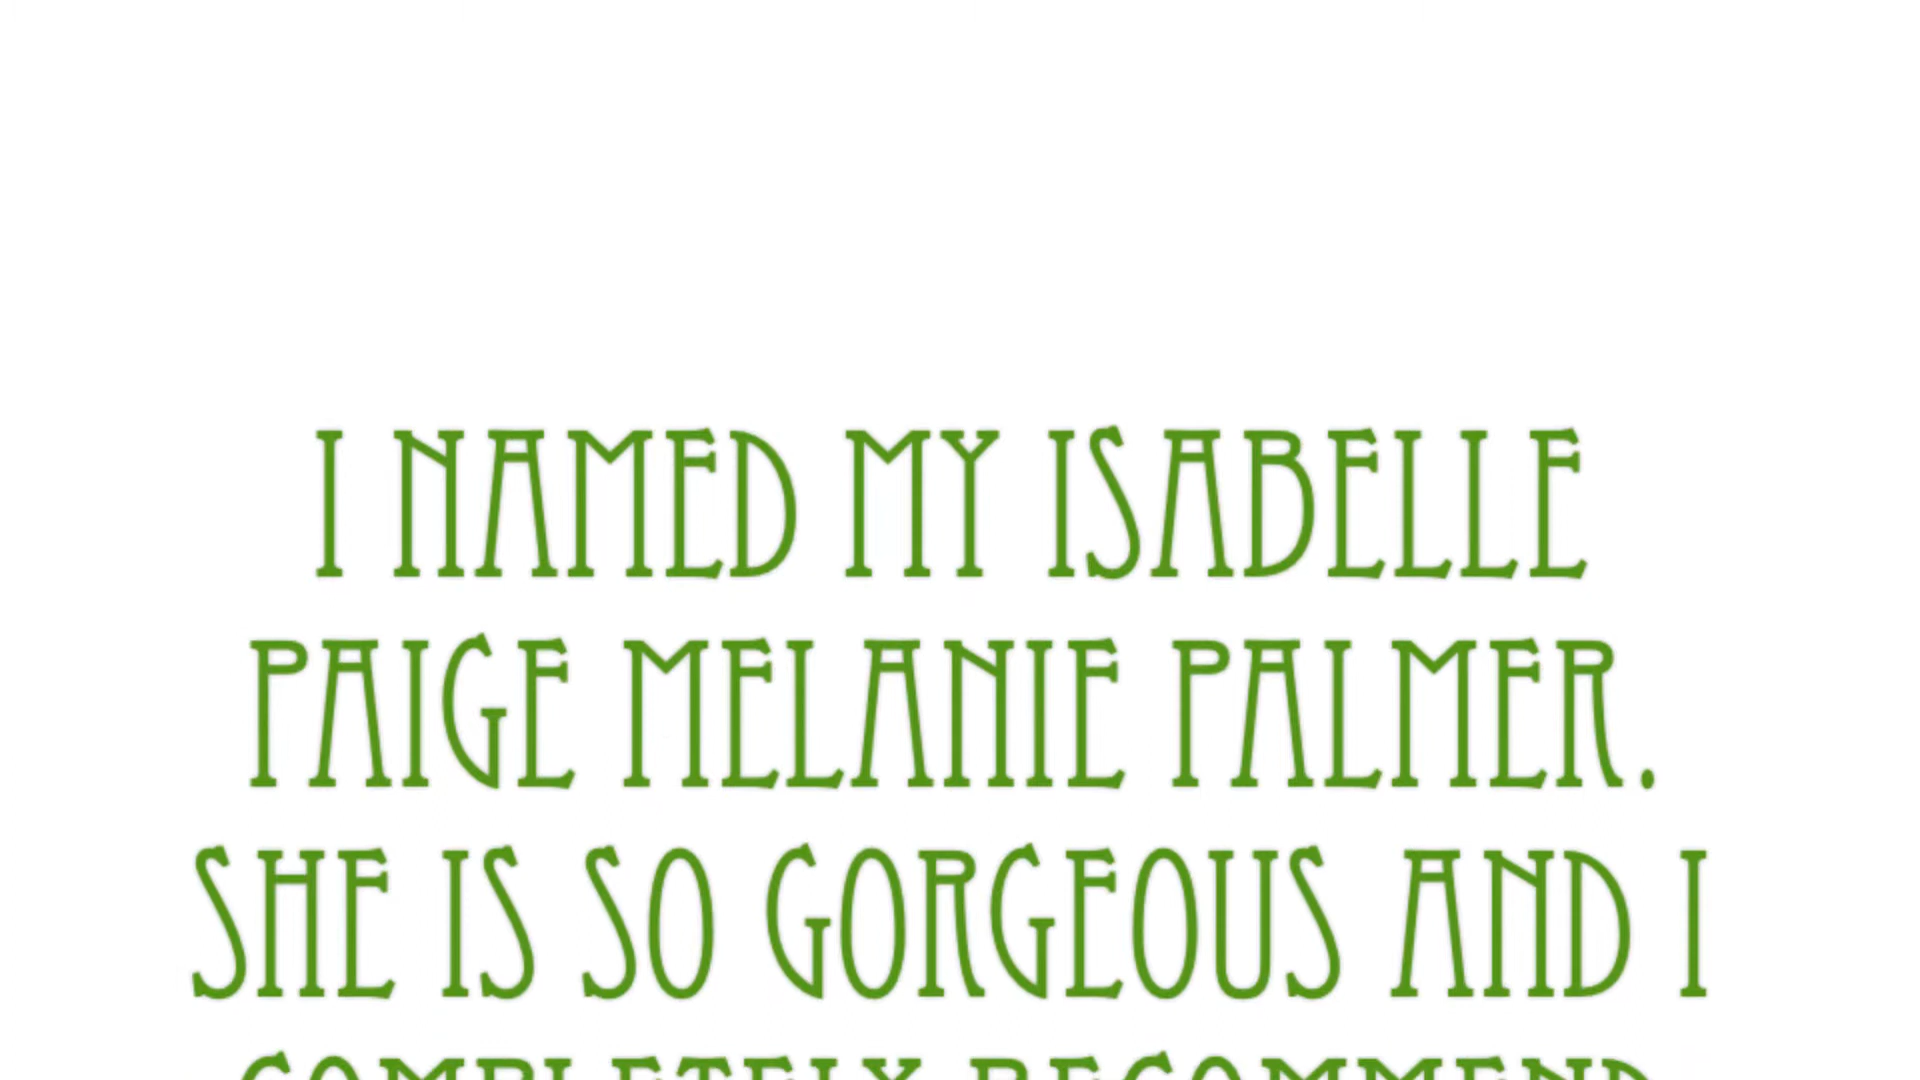 I NAMED MY ISABELLE
PAIGE MELANIE PALMER.
SHE IS SO GORGEOUS AND I
COMPLETELY RECOMMEND